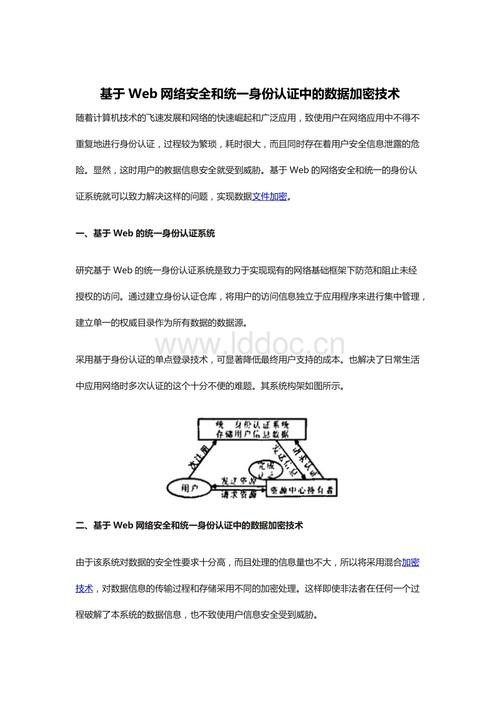 基于 Web 网络安全和统一身份认证中的数据加密技术
随着计算机技术的飞速发展和网络的快速崛起和广泛应用，致使用户在网络应用中不得不
重复地进行身份认证，过程较为繁琐，耗时很大，而且同时存在着用户安全信息泄露的危
险。显然，这时用户的数据信息安全就受到威胁。基于 Web 的网络安全和统一的身份认
证系统就可以致力解决这样的问题，实现数据文件加密。
一、基于 Web 的统一身份认证系统
研究基于 Web 的统一身份认证系统是致力于实现现有的网络基础框架下防范和阻止未经
授权的访问。通过建立身份认证仓库，将用户的访问信息独立于应用程序来进行集中管理，
建立单一的权威目录作为所有数据的数据源。
www.lddoc.cn
采用基于身份认证的单点登录技术，可显著降低最终用户支持的成本。也解决了日常生活
中应用网络时多次认证的这个十分不便的难题。其系统构架如图所示。
统一身份认证系统
存储用户信息数据
次注册
发送信息
请求认证
完成
发送资源
用户
请求资源
资源中心持有者
二、基于 Web 网络安全和统一身份认证中的数据加密技术
由于该系统对数据的安全性要求十分高，而且处理的信息量也不大，所以将采用混合加密
技术，对数据信息的传输过程和存储采用不同的加密处理。这样即使非法者在任何一个过
程破解了本系统的数据信息，也不致使用户信息安全受到威胁。